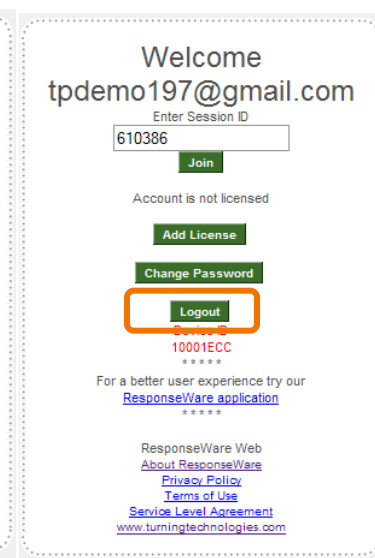 Welcome
tpdemo197@gmail.com
Enter Session ID
610386
Join
Account is not licensed
Add License
Change Password
Logout
Device ID
10001ECC
* * * * *
For a better user experience try our
ResponseWare application
* * * * *
ResponseWare Web
About ResponseWare
Privacy Policy
Terms of Use
Service Level Agreement
www.turningtechnologies.com